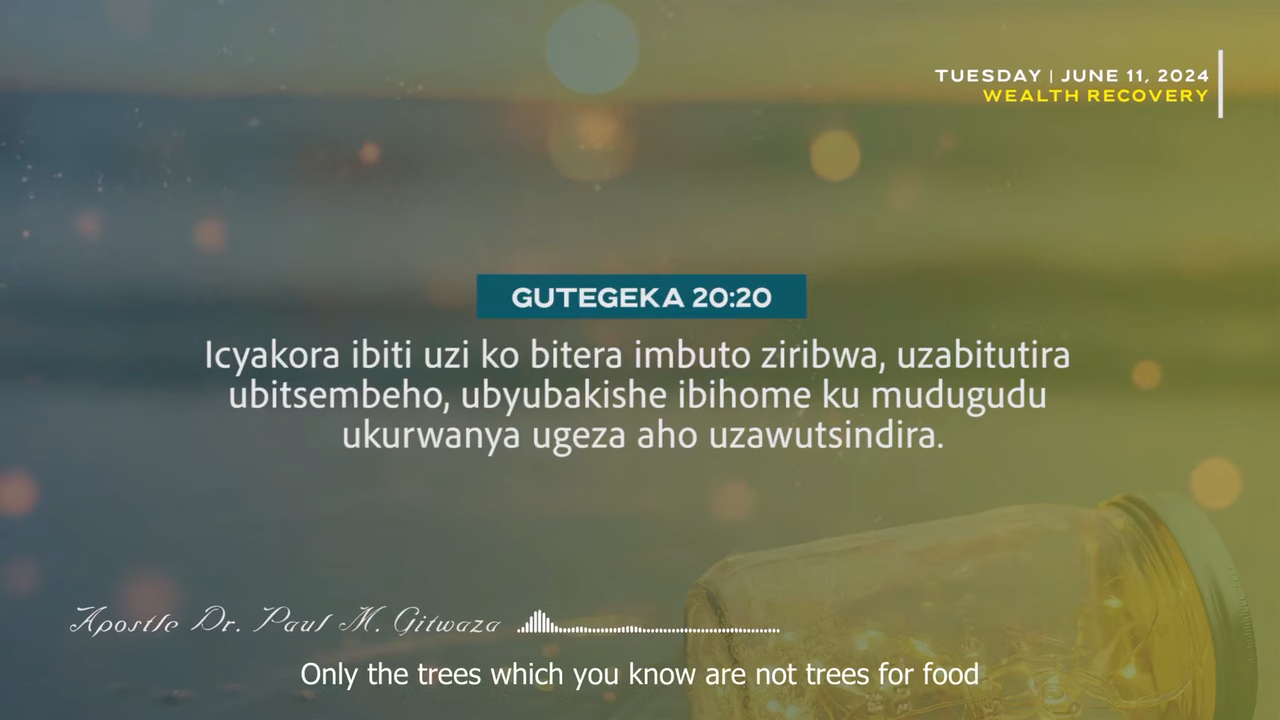 TUESDAY | JUNE 11, 2024
WEALTH RECOVERY
GUTEGEKA 20:20
Icyakora ibiti uzi ko bitera imbuto ziribwa, uzabitutira
ubitsembeho, ubyubakishe ibihome ku mudugudu
ukurwanya ugeza aho uzawutsindira.
Apostle Dr. Paul M. Gitwaza
Only the trees which you know are not trees for food